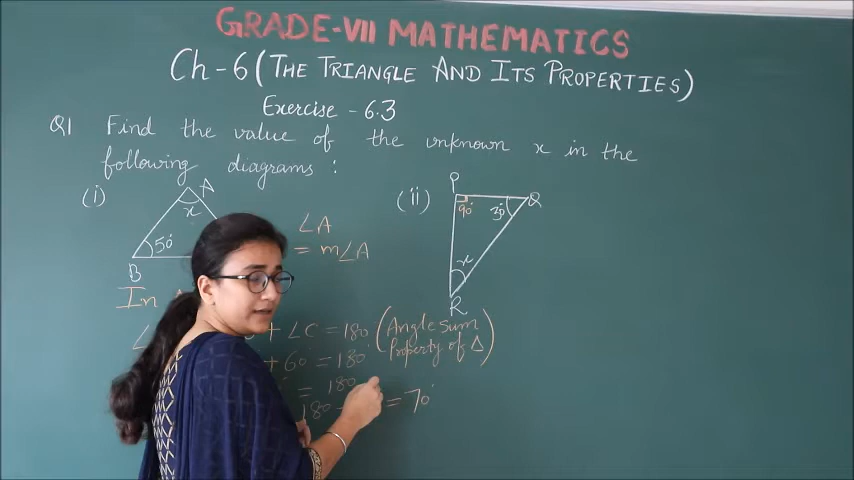 GRADE-VII MATHEMATICS
Ch-6 (THE TRIANGLE AND ITS PROPERTIES)
Exercise - 6.3
Q1 Find the value of the unknown x in the
following diagrams :
(i)
A
x
50°
B
∠A
= m∠A
In
∠
+ ∠C = 180 (Angle sum
Property of Δ)
+ 60° = 180
= 180
180 = 70°
(ii)
P
Q
90°
30°
x
R